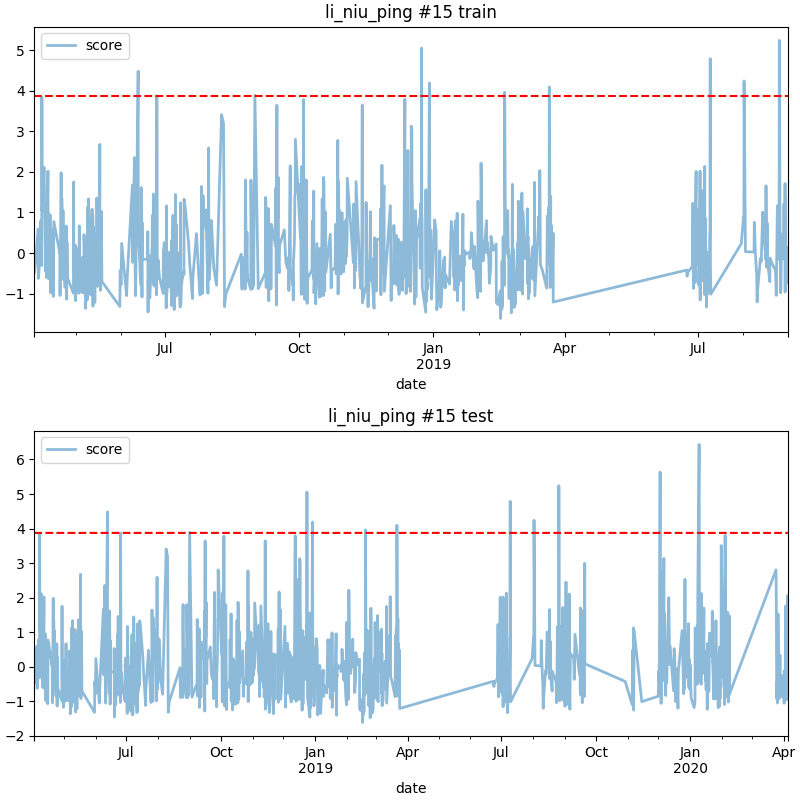 li_niu_ping #15 train
score
5
4
3
2
1
0
−1
Jul
Oct
Jan
2019
Apr
Jul
date
li_niu_ping #15 test
score
6
5
4
3
2
1
0
−1
−2
Jul
Oct
Jan
2019
Apr
Jul
Oct
Jan
2020
Apr
date